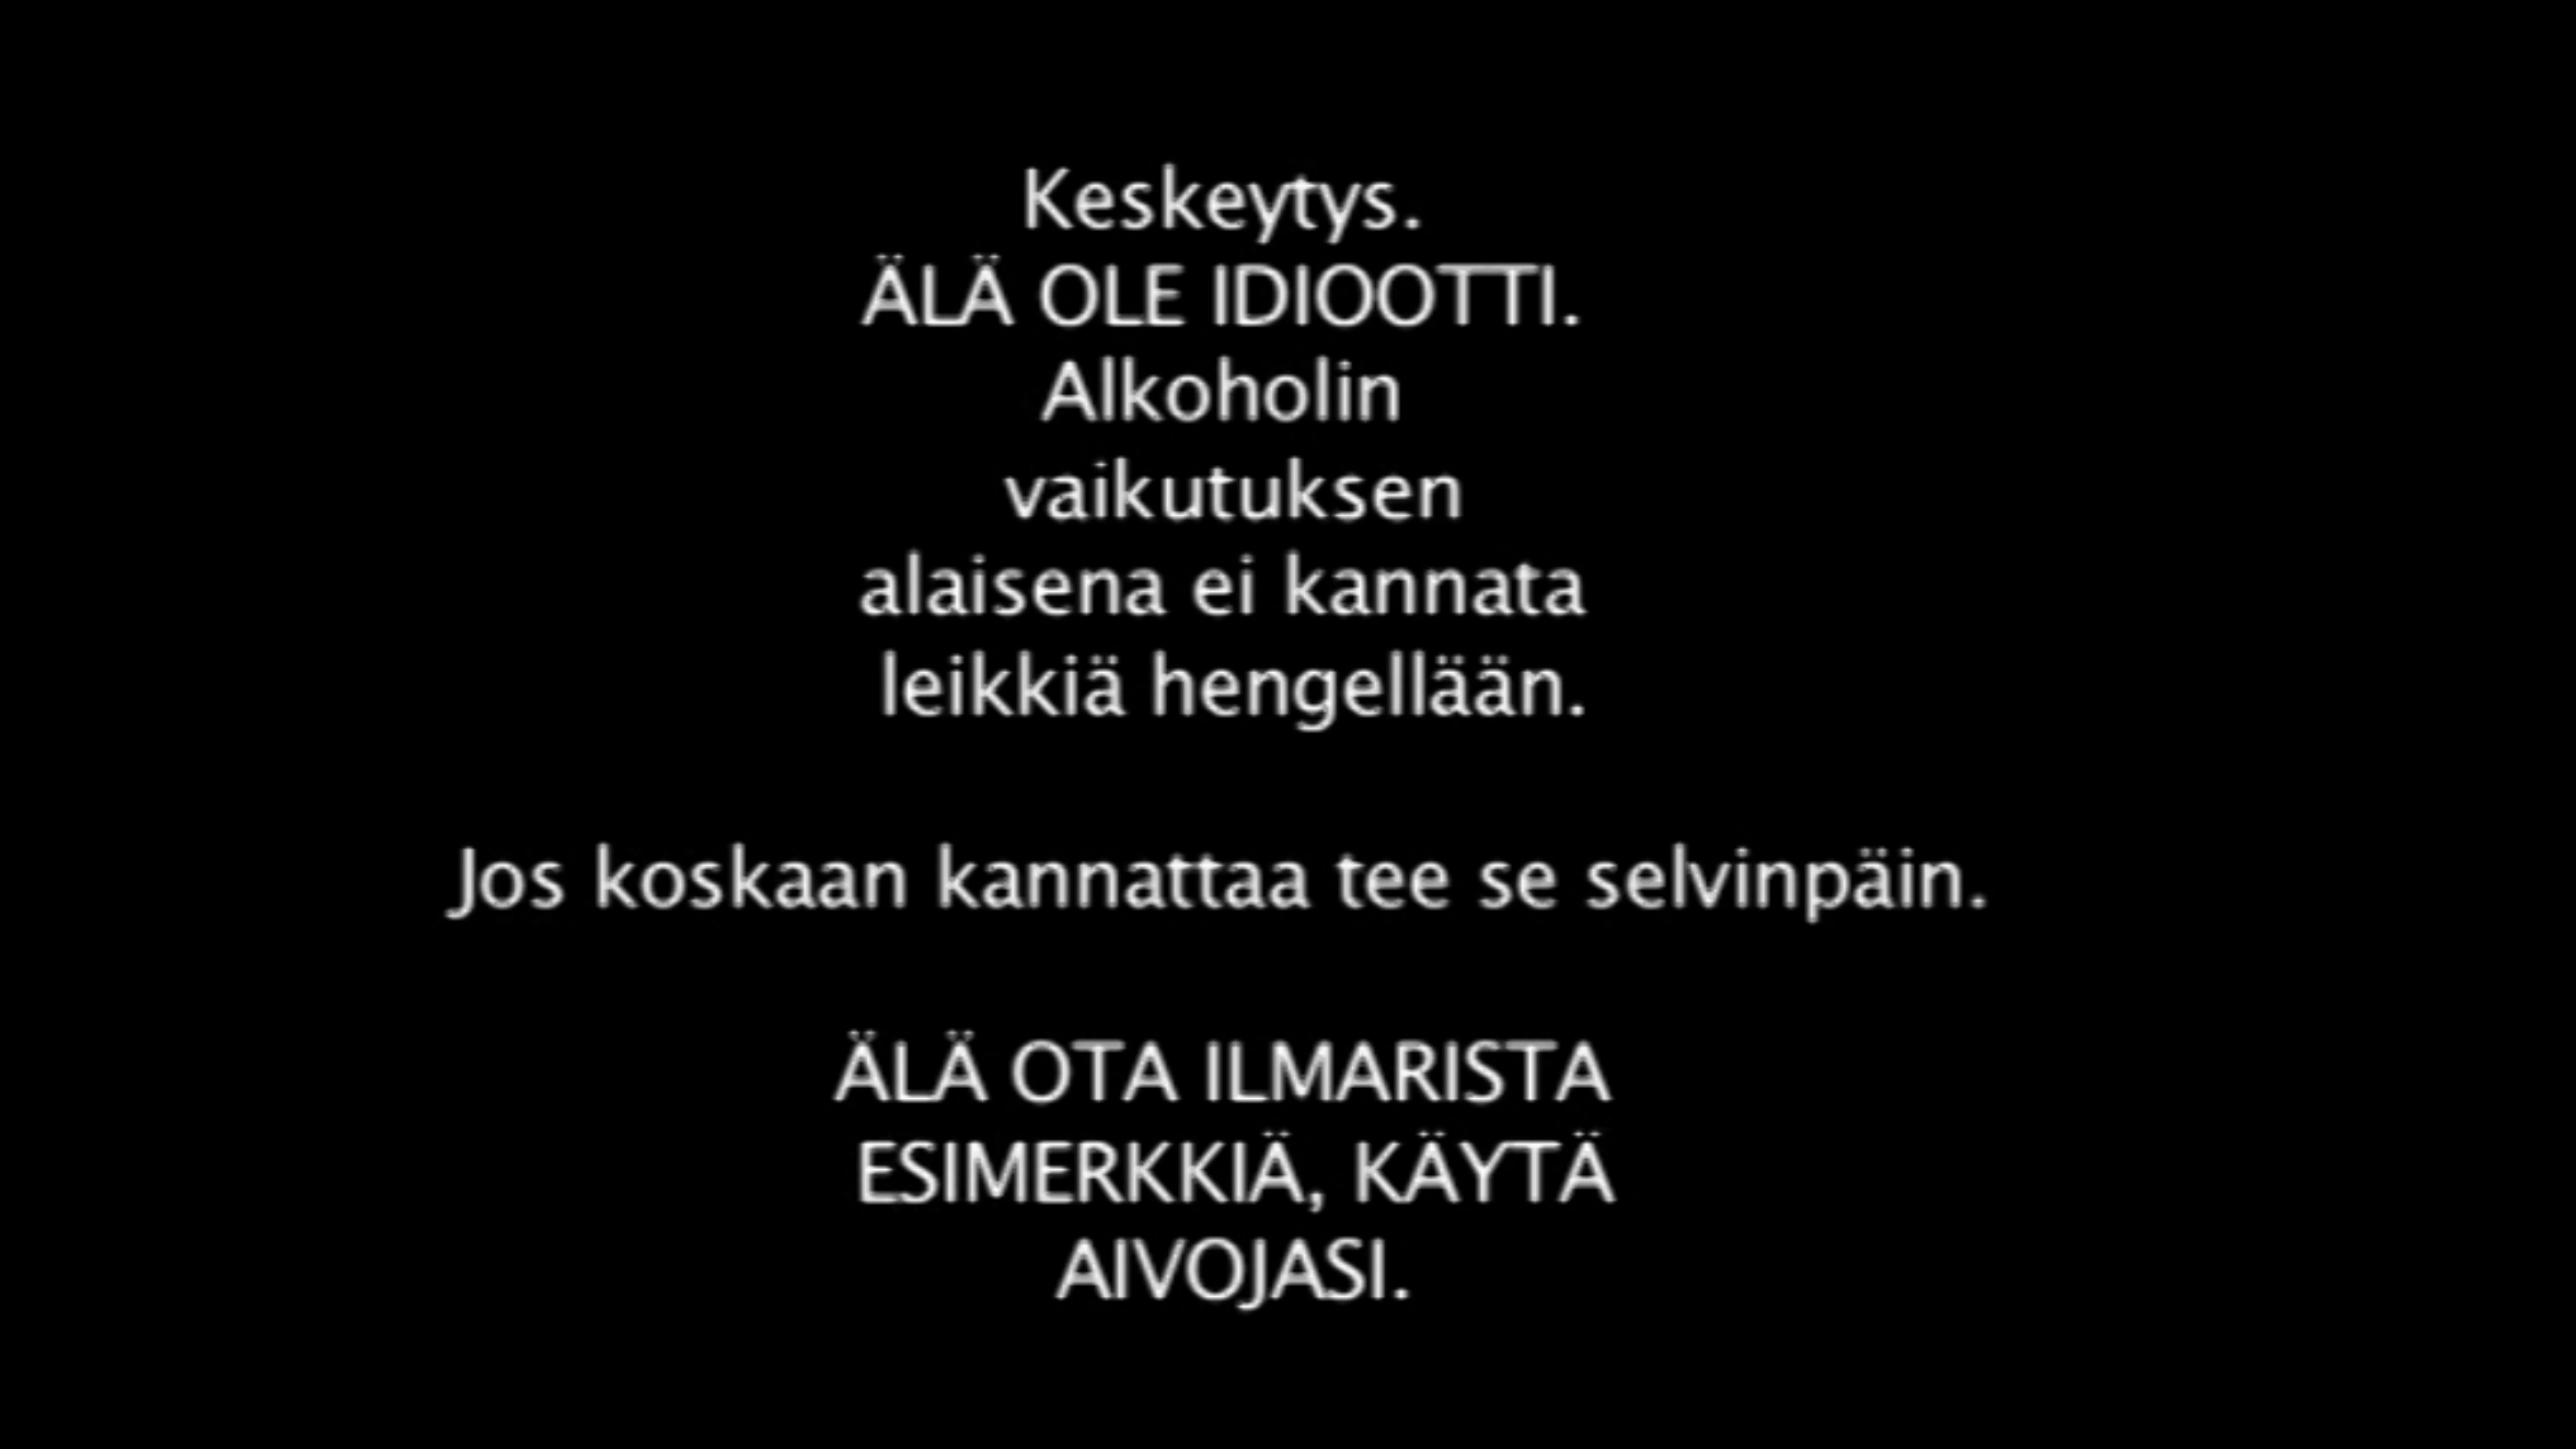 Keskeytys.
ÄLÄ OLE IDIOOTTI.
Alkoholin
vaikutuksen
alaisena ei kannata
leikkiä hengellään.
Jos koskaan kannattaa tee se selvinpäin.
ÄLÄ OTA ILMARISTA
ESIMERKKIÄ, KÄYTÄ
AIVOJASI.